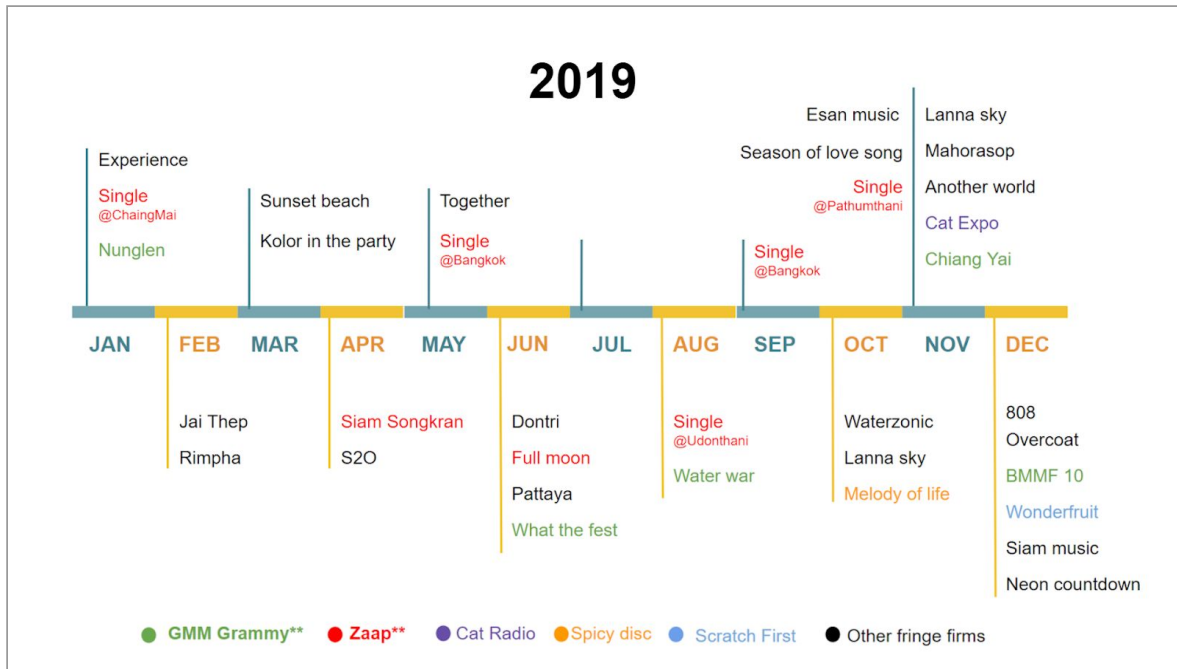 2019
Experience
Single
@ChaingMai
Nunglen
Sunset beach
Kolor in the party
Together
Single
@Bangkok
Single
@Bangkok
Esan music
Season of love song
Single
@Pathumthani
Lanna sky
Mahorasop
Another world
Cat Expo
Chiang Yai
JAN FEB MAR APR MAY JUN JUL AUG SEP OCT NOV DEC
Jai Thep
Rimpha
Siam Songkran
S2O
Dontri
Full moon
Pattaya
What the fest
Single
@Udonthani
Water war
Waterzonic
Lanna sky
Melody of life
808
Overcoat
BMMF 10
Wonderfruit
Siam music
Neon countdown
GMM Grammy** Zaap** Cat Radio Spicy disc Scratch First Other fringe firms